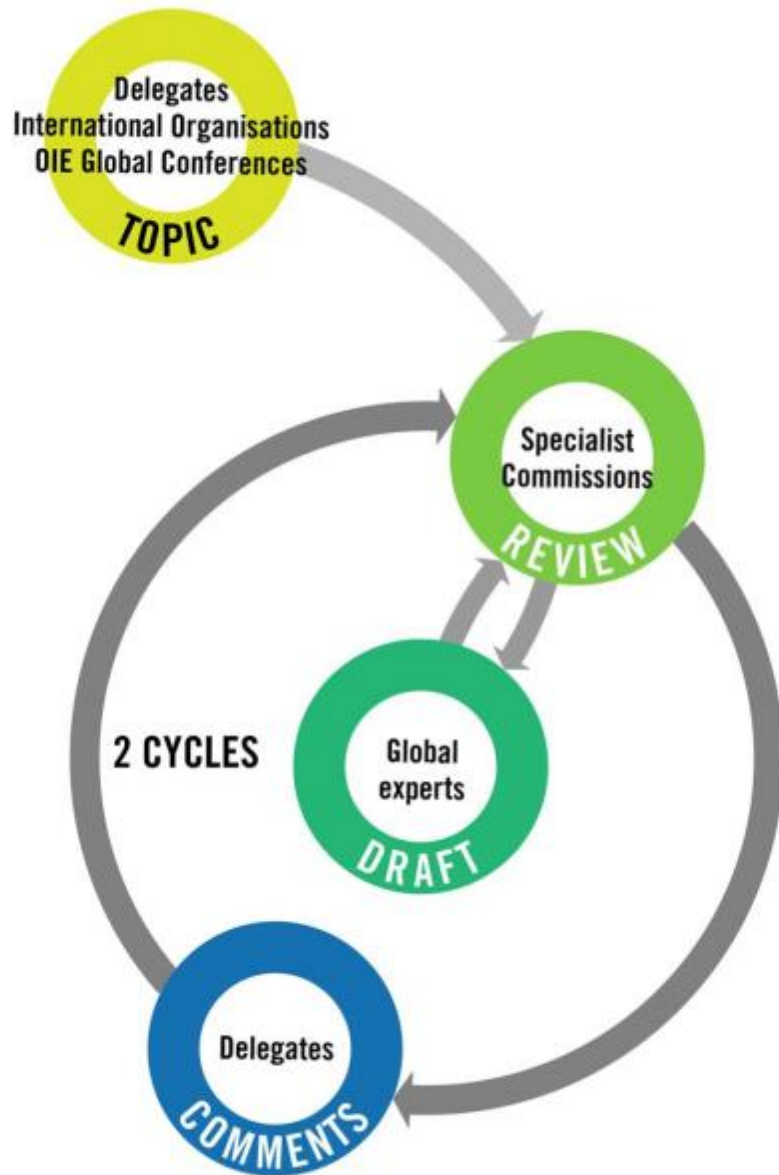 Delegates
International Organisations
OIE Global Conferences
TOPIC
Specialist
Commissions
REVIEW
2 CYCLES
Global
experts
DRAFT
Delegates
COMMENTS